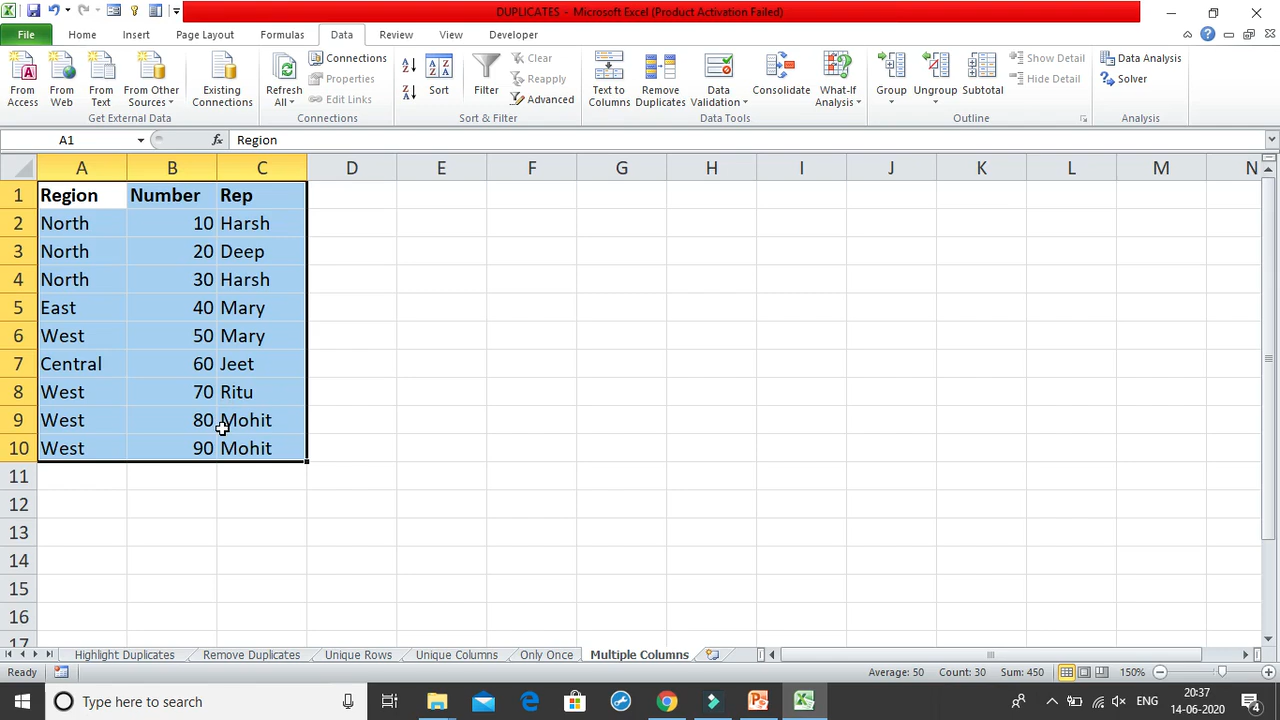 DUPLICATES - Microsoft Excel (Product Activation Failed)
File Home Insert Page Layout Formulas Data Review View Developer
From Access
From Web
From Text
From Other Sources
Existing Connections
Get External Data
Refresh All
Connections
Properties
Edit Links
Connections
Sort
Filter
Clear
Reapply
Advanced
Sort & Filter
Text to Columns
Remove Duplicates
Data Validation
Consolidate
What-If Analysis
Data Tools
Group
Ungroup
Subtotal
Show Detail
Hide Detail
Outline
Data Analysis
Solver
Analysis
A1 fx Region
A B C D E F G H I J K L M N
1 Region Number Rep
2 North 10 Harsh
3 North 20 Deep
4 North 30 Harsh
5 East 40 Mary
6 West 50 Mary
7 Central 60 Jeet
8 West 70 Ritu
9 West 80 Mohit
10 West 90 Mohit
11
12
13
14
15
16
17
Highlight Duplicates Remove Duplicates Unique Rows Unique Columns Only Once Multiple Columns
Ready Average: 50 Count: 30 Sum: 450 150%
Type here to search ENG 20:37
14-06-2020 4